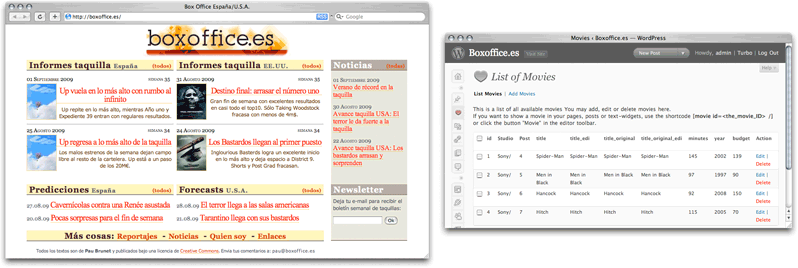 Box Office España/U.S.A.
http://boxoffice.es/
RSS
Google
boxoffice.es
Informes taquilla España (todos)
01 Septiembre 2009 semana 35
Up vuela en lo más alto con rumbo al infinito
Up repite en lo más alto, mientras Año uno y Expediente 39 entran con regulares resultados.
25 Agosto 2009 semana 34
Up regresa a lo más alto de la taquilla
Los malos estrenos de la semana dejan campo libre al resto de la cartelera. Up está a un paso de los 20M€.
Informes taquilla EE.UU. (todos)
31 Agosto 2009 semana 35
Destino final: arrasar el número uno
Gran fin de semana con excelentes resultados en casi todo el top10. Sólo Taking Woodstock fracasa con menos de 4m$.
24 Agosto 2009 semana 34
Los Bastardos llegan al primer puesto
Inglourious Basterds logra un excelente inicio en lo más alto y deja espacio a District 9. Shorts y Post Grad fracasan.
Noticias (todos)
01 Septiembre 2009
Verano de récord en la taquilla
30 Agosto 2009
Avance taquilla USA: El terror le da fuerte a la taquilla
22 Agosto 2009
Avance taquilla USA: Los bastardos arrasan y sorprenden
Predicciones España (todos)
27.08.09 Cavernícolas contra una Renée asustada
20.08.09 Pocas sorpresas para el fin de semana
Forecasts U.S.A. (todos)
28.08.09 El terror llega a las salas americanas
21.08.09 Tarantino llega con sus bastardos
Newsletter
Deja tu e-mail para recibir el boletín semanal de taquillas:
Ok
Más cosas: Reportajes - Noticias - Quien soy - Enlaces
Todos los textos son de Pau Brunet y publicados bajo una licencia de Creative Commons. Envia tus comentarios a: pau@boxoffice.es
Movies ‹ Boxoffice.es — WordPress
Boxoffice.es Visit Site
New Post
Howdy, admin | Turbo | Log Out
Help
List of Movies
List Movies | Add Movies
This is a list of all available movies You may add, edit or delete movies here.
If you want to show a movie in your pages, posts or text-widgets, use the shortcode [movie id=<the_movie_ID> /]
or click the button "Movie" in the editor toolbar.
id Studio Post title title_edi title_original title_original_edi minutes year budget Action
1 Sony/ 4 Spider-Man Spider-Man Spider-Man Spider-Man 145 2002 139 Edit | Delete
2 Sony/ 5 Men in Black Men in Black Men in Black Men in Black 97 1997 90 Edit | Delete
3 Sony/ 6 Hancock Hancock Hancock Hancock 92 2008 150 Edit | Delete
4 Sony/ 7 Hitch Hitch Hitch Hitch 118 2005 70 Edit | Delete